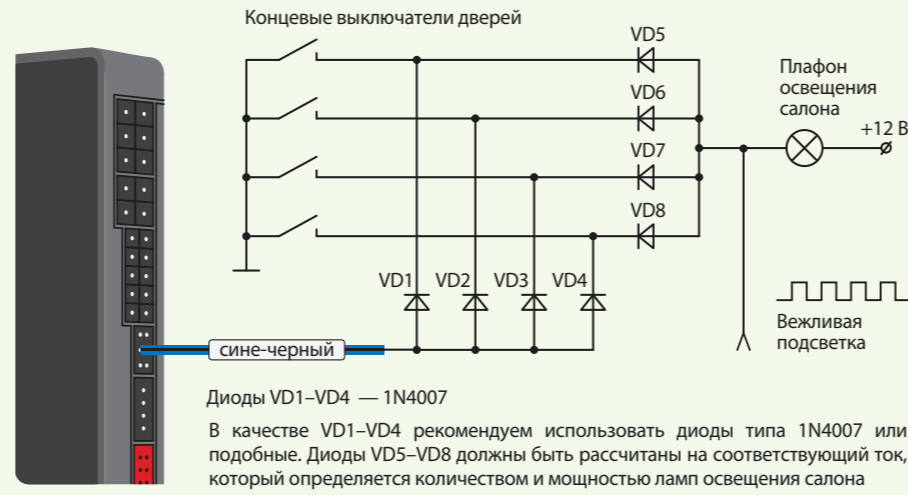 Концевые выключатели дверей
VD5
VD6
VD7
VD8
Плафон
освещения
салона
+12 В
VD1 VD2 VD3 VD4
Вежливая
подсветка
сине-черный
Диоды VD1–VD4 — 1N4007
В качестве VD1–VD4 рекомендуем использовать диоды типа 1N4007 или
подобные. Диоды VD5–VD8 должны быть рассчитаны на соответствующий ток,
который определяется количеством и мощностью ламп освещения салона